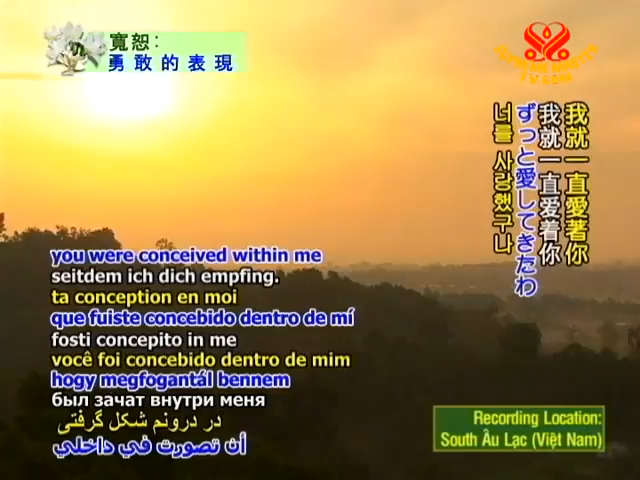 寬恕:
勇敢的表現
我就一直愛著你
我就一直爱着你
ずっと愛してきたわ
너를 사랑했구나
you were conceived within me
seitdem ich dich empfing.
ta conception en moi
que fuiste concebido dentro de mí
fosti concepito in me
você foi concebido dentro de mim
hogy megfogantál bennem
был зачат внутри меня
در درونم شکل گرفتی
أن تصورت في داخلي
Recording Location:
South Âu Lạc (Việt Nam)